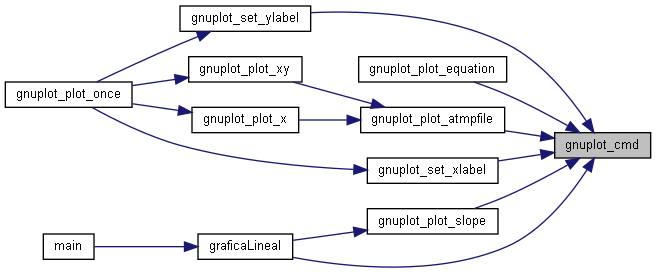 gnuplot_set_ylabel
gnuplot_plot_xy
gnuplot_plot_equation
gnuplot_plot_once
gnuplot_plot_x
gnuplot_plot_atmpfile
gnuplot_cmd
gnuplot_set_xlabel
gnuplot_plot_slope
main
graficaLineal